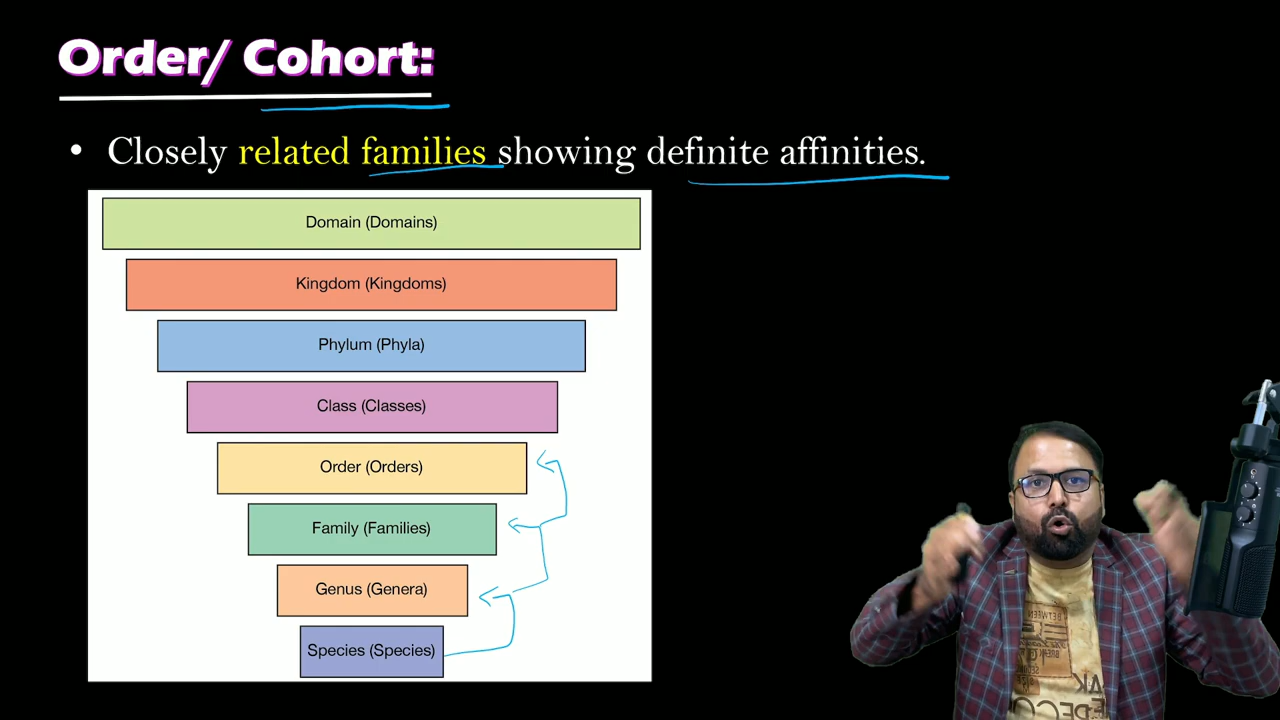 Order/ Cohort:
• Closely related families showing definite affinities.
Domain (Domains)
Kingdom (Kingdoms)
Phylum (Phyla)
Class (Classes)
Order (Orders)
Family (Families)
Genus (Genera)
Species (Species)